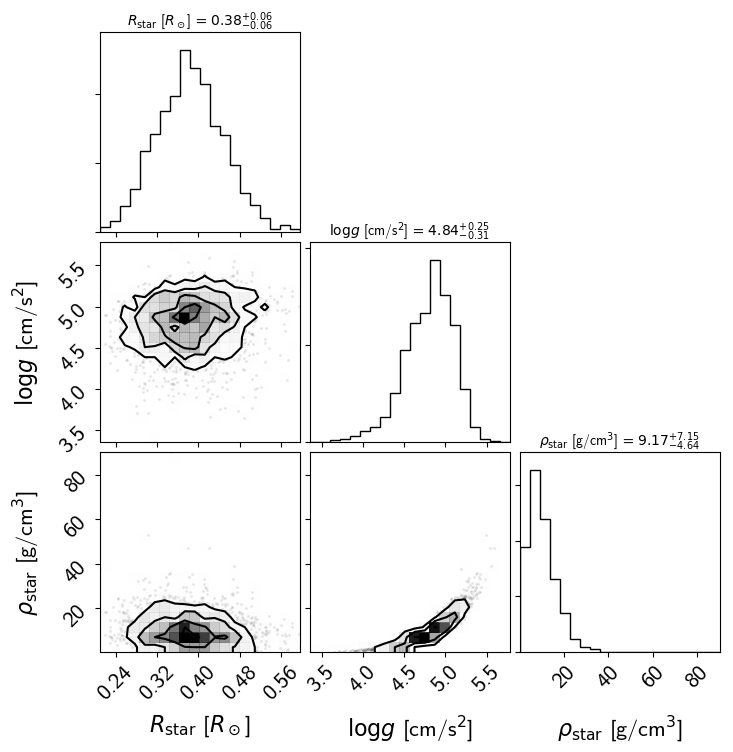 R_star [R_⊙] = 0.38^{+0.06}_{-0.06}
logg [cm/s²] = 4.84^{+0.25}_{-0.31}
5.5
5.0
4.5
4.0
3.5
logg [cm/s²]
ρ_star [g/cm³] = 9.17^{+7.15}_{-4.64}
80
60
40
20
ρ_star [g/cm³]
0.24 0.32 0.40 0.48 0.56
3.5 4.0 4.5 5.0 5.5
20 40 60 80
R_star [R_⊙]
logg [cm/s²]
ρ_star [g/cm³]